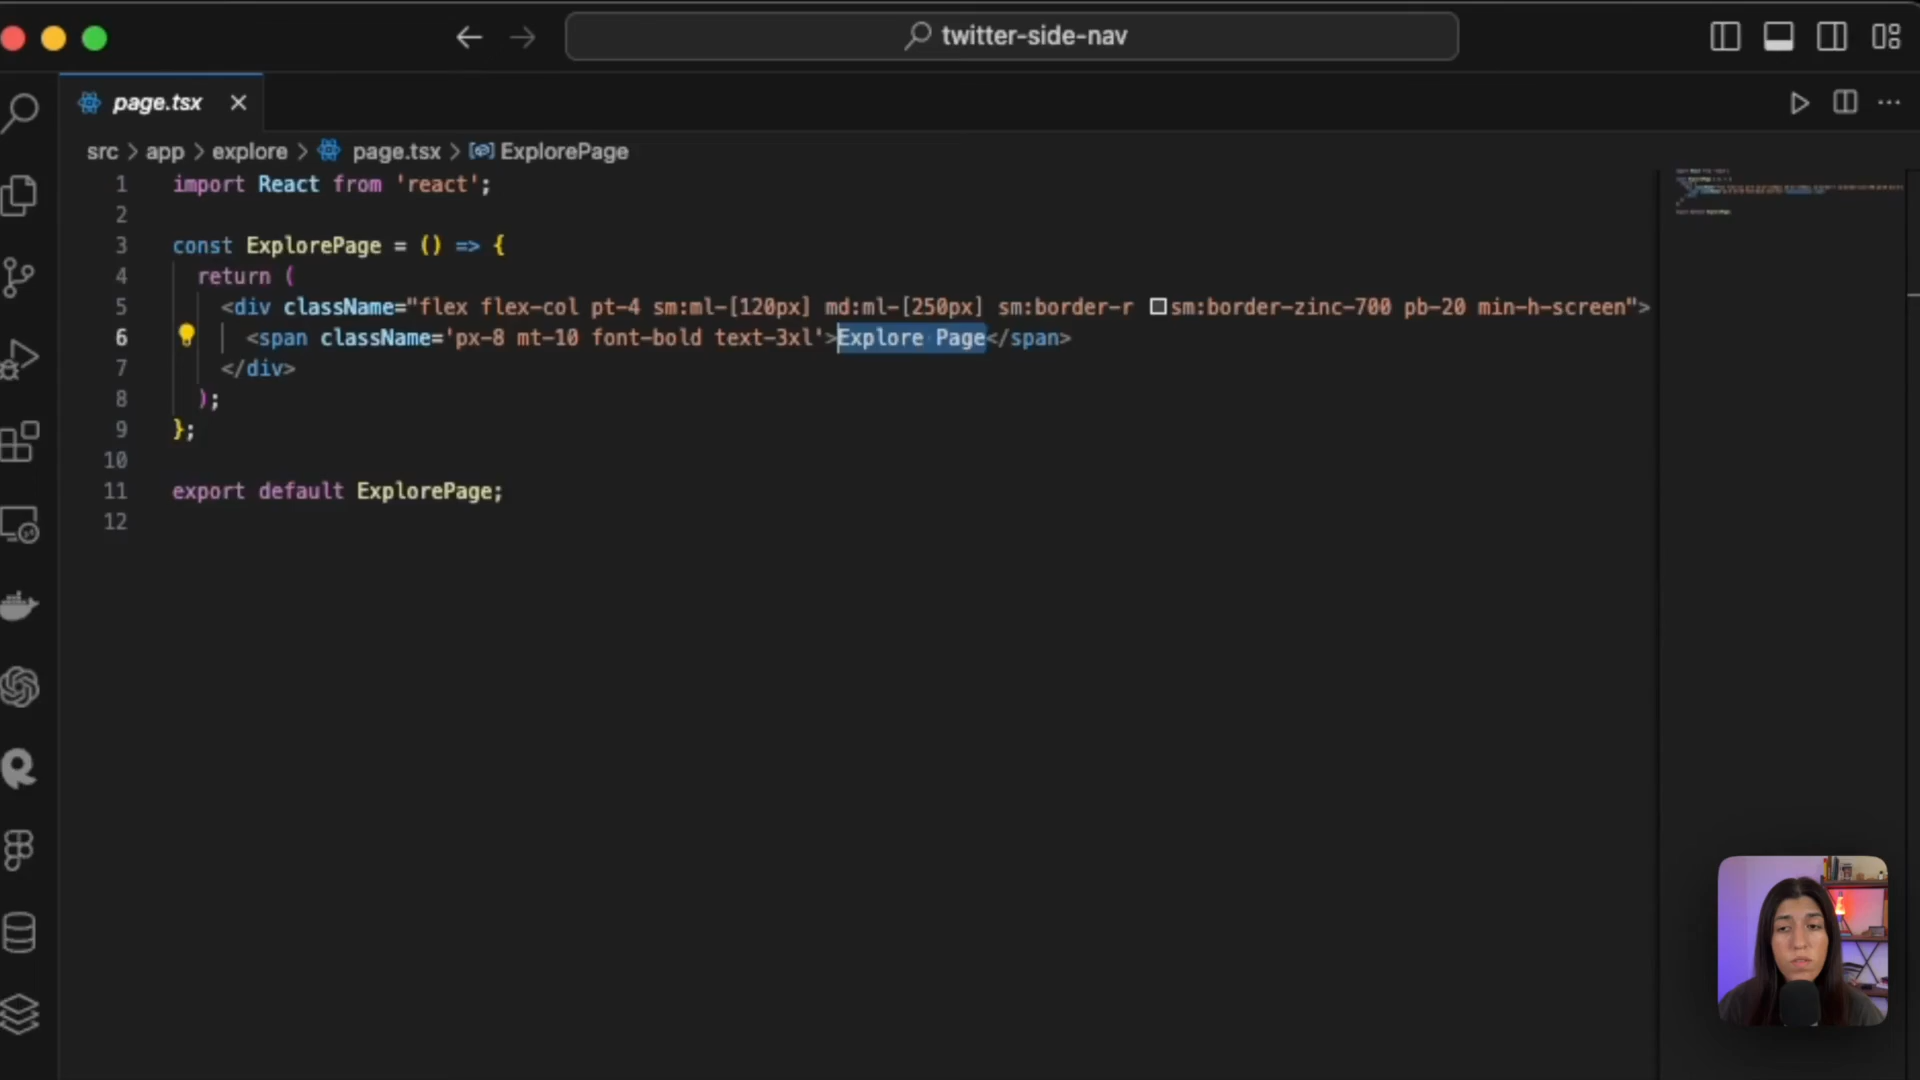 twitter-side-nav
page.tsx
src > app > explore > page.tsx > ExplorePage
1 import React from 'react';
2
3 const ExplorePage = () => {
4 return (
5 <div className="flex flex-col pt-4 sm:ml-[120px] md:ml-[250px] sm:border-r sm:border-zinc-700 pb-20 min-h-screen">
6 <span className='px-8 mt-10 font-bold text-3xl'>Explore Page</span>
7 </div>
8 );
9 };
10
11 export default ExplorePage;
12